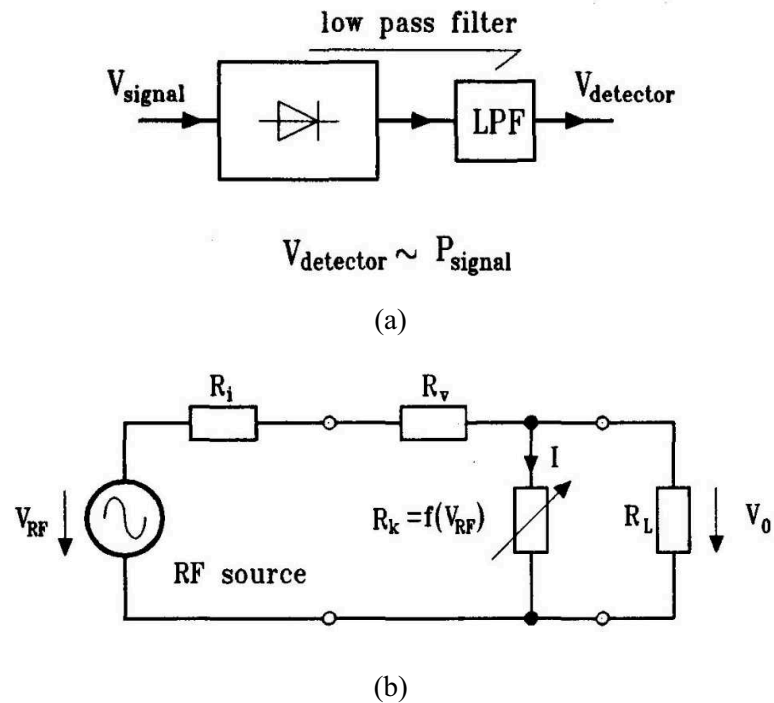 low pass filter
V_signal
LPF
V_detector
V_detector ~ P_signal
(a)
R_i
R_v
I
V_RF
R_k =f(V_RF)
R_L
V_0
RF source
(b)